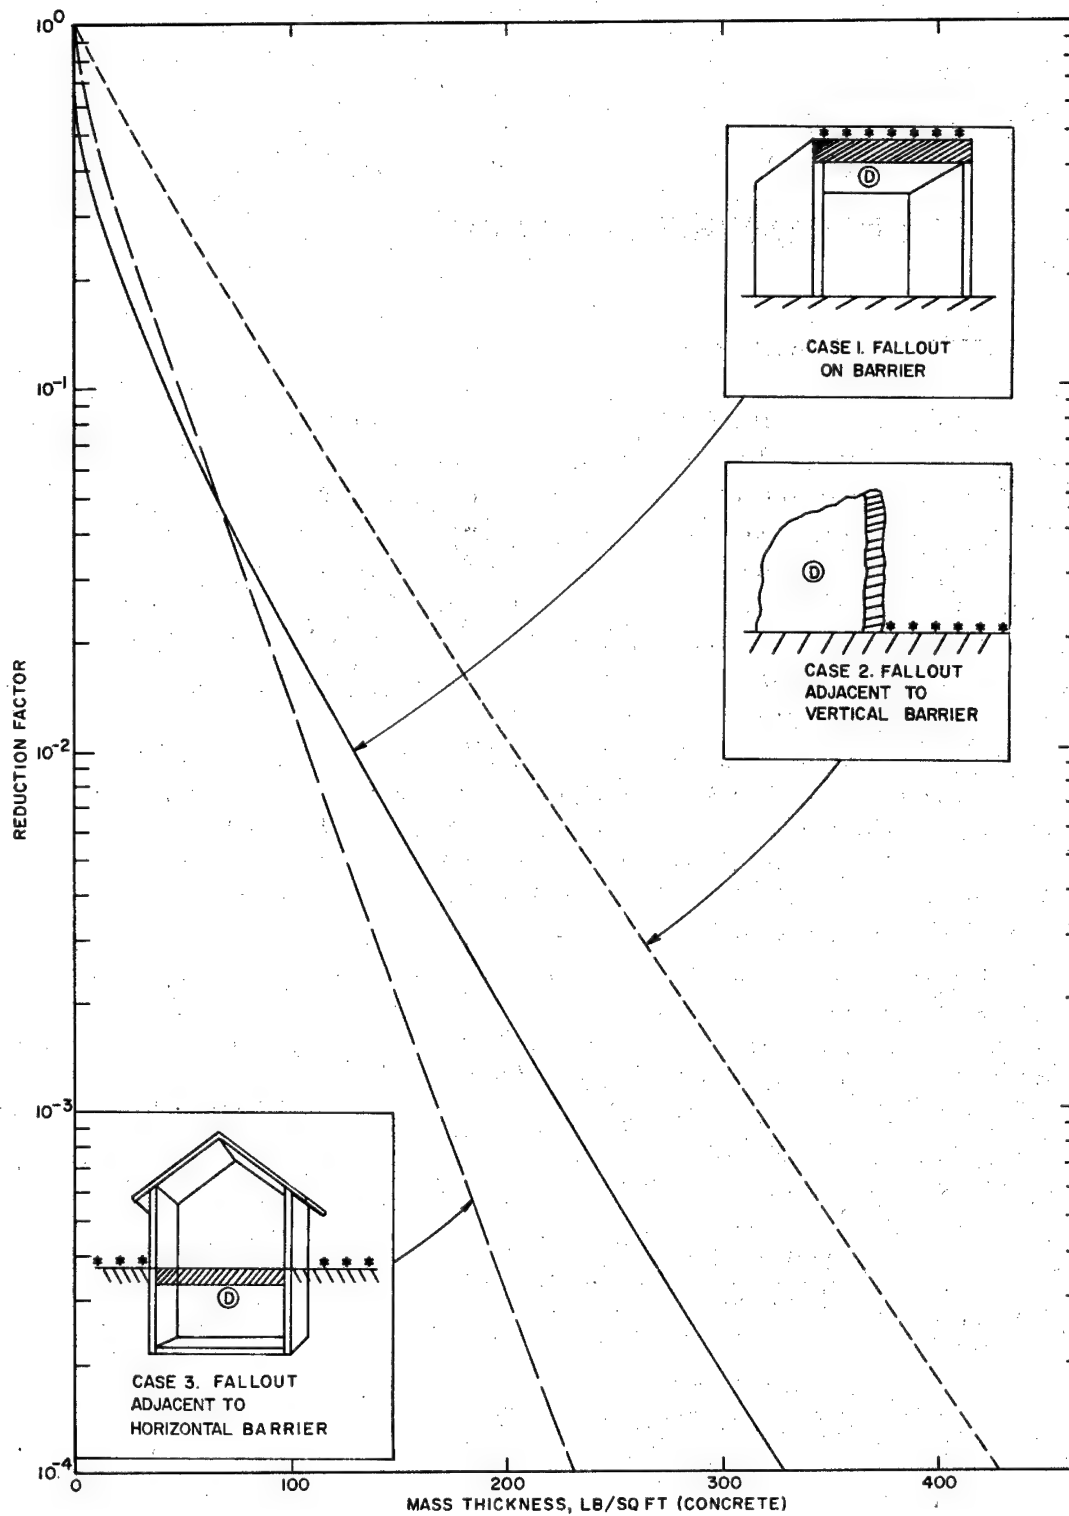 10⁰
10⁻¹
10⁻²
10⁻³
10⁻⁴
REDUCTION FACTOR
D
CASE 1. FALLOUT
ON BARRIER
D
CASE 2. FALLOUT
ADJACENT TO
VERTICAL BARRIER
D
CASE 3. FALLOUT
ADJACENT TO
HORIZONTAL BARRIER
0 100 200 300 400
MASS THICKNESS, LB/SQ FT (CONCRETE)